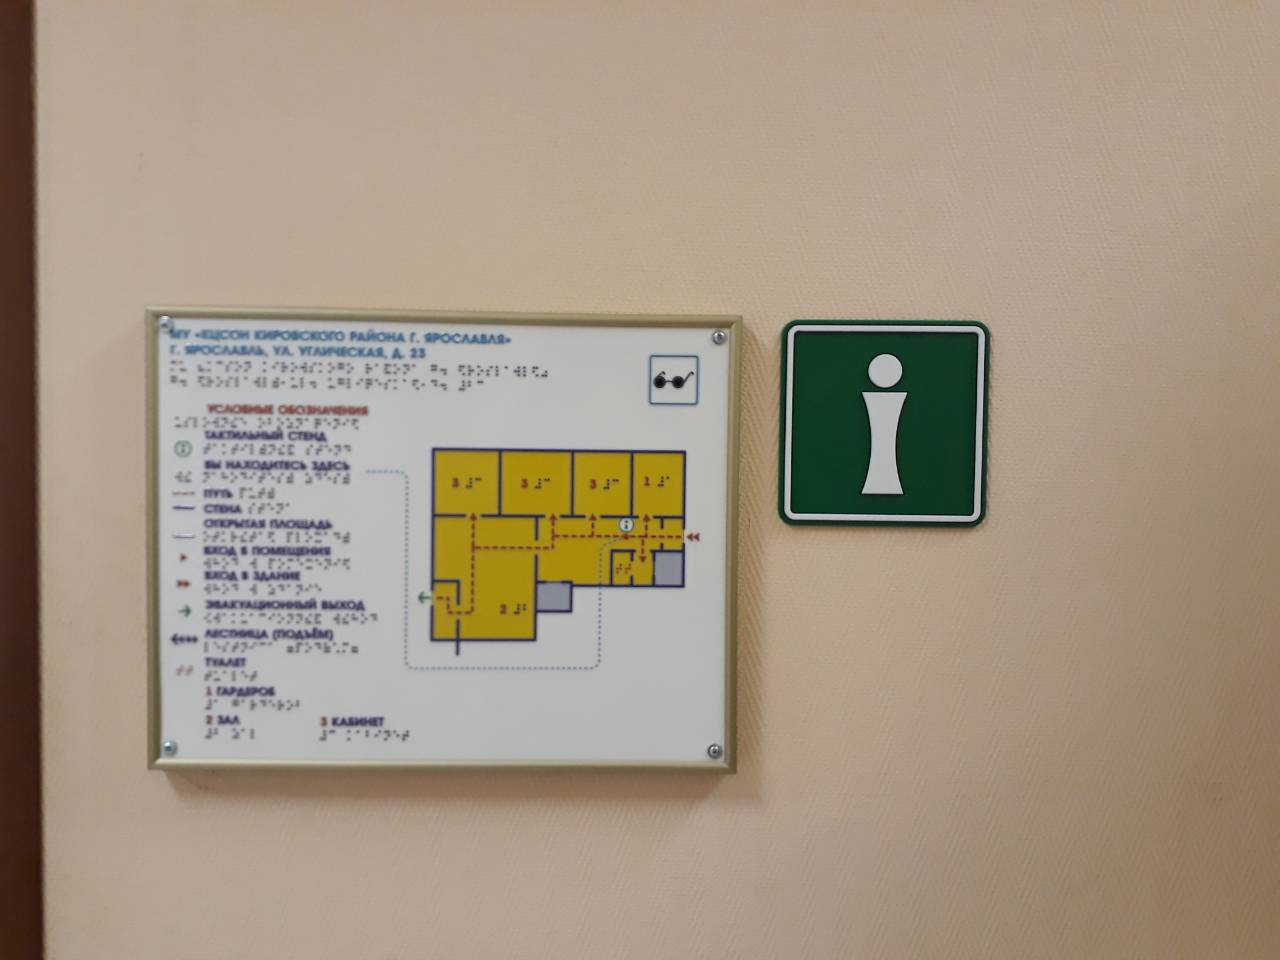 МУ «КЦСОН КИРОВСКОГО РАЙОНА Г. ЯРОСЛАВЛЯ»
Г. ЯРОСЛАВЛЬ, УЛ. УГЛИЧЕСКАЯ, Д. 23
УСЛОВНЫЕ ОБОЗНАЧЕНИЯ
ТАКТИЛЬНЫЙ СТЕНД
ВЫ НАХОДИТЕСЬ ЗДЕСЬ
ПУТЬ
СТЕНА
ОТКРЫТАЯ ПЛОЩАДЬ
ВХОД В ПОМЕЩЕНИЯ
ВХОД В ЗДАНИЕ
ЭВАКУАЦИОННЫЙ ВЫХОД
ЛЕСТНИЦА (ПОДЪЁМ)
ТУАЛЕТ
1 ГАРДЕРОБ
2 ЗАЛ
3 КАБИНЕТ
3 3 3 1
2
i